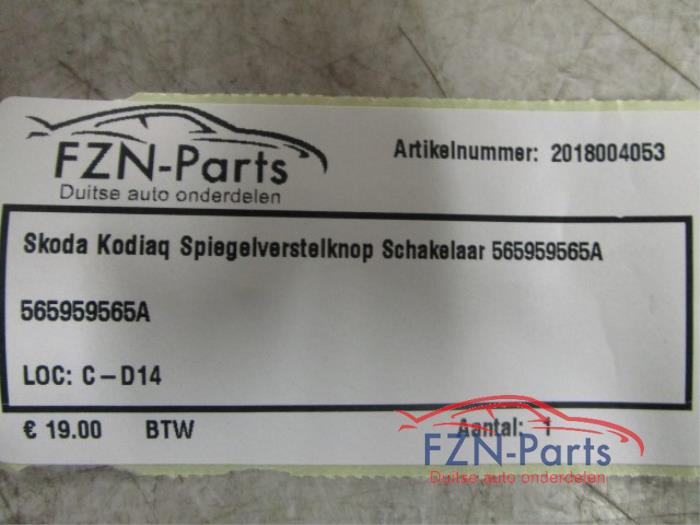 FZN-Parts
Duitse auto onderdelen
Artikelnummer: 2018004053
Skoda Kodiaq Spiegelverstelknop Schakelaar 565959565A
565959565A
LOC: C-D14
€ 19.00 BTW Aantal: 1
FZN-Parts
Duitse auto onderdelen